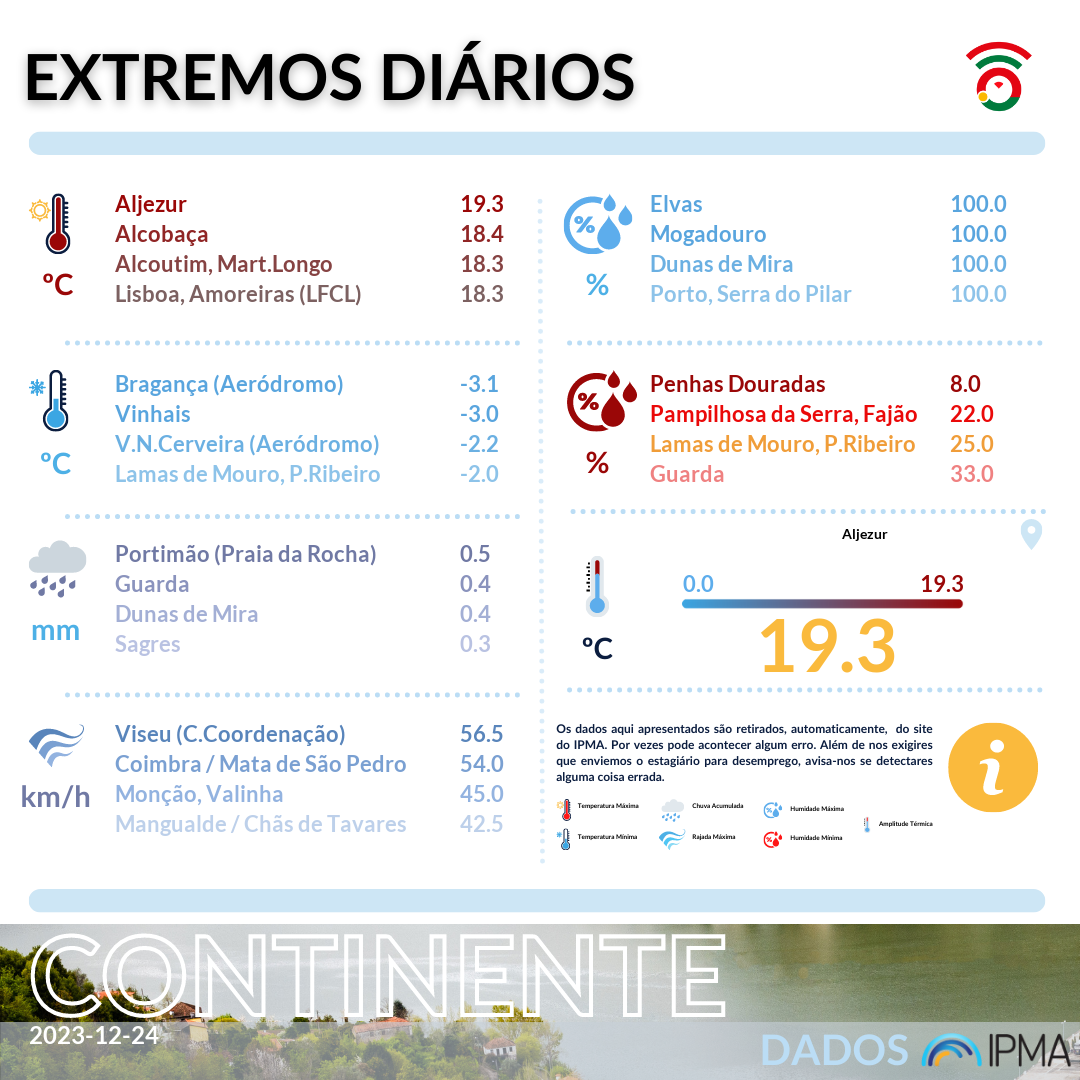 EXTREMOS DIÁRIOS
Aljezur 19.3
Alcobaça 18.4
Alcoutim, Mart.Longo 18.3
Lisboa, Amoreiras (LFCL) 18.3
ºC
Elvas 100.0
Mogadouro 100.0
Dunas de Mira 100.0
Porto, Serra do Pilar 100.0
%
%
Bragança (Aeródromo) -3.1
Vinhais -3.0
V.N.Cerveira (Aeródromo) -2.2
Lamas de Mouro, P.Ribeiro -2.0
ºC
Penhas Douradas 8.0
Pampilhosa da Serra, Fajão 22.0
Lamas de Mouro, P.Ribeiro 25.0
Guarda 33.0
%
%
Portimão (Praia da Rocha) 0.5
Guarda 0.4
Dunas de Mira 0.4
Sagres 0.3
mm
Aljezur
0.0 19.3
19.3
ºC
Viseu (C.Coordenação) 56.5
Coimbra / Mata de São Pedro 54.0
Monção, Valinha 45.0
Mangualde / Chãs de Tavares 42.5
km/h
Os dados aqui apresentados são retirados, automaticamente, do site
do IPMA. Por vezes pode acontecer algum erro. Além de nos exigires
que enviemos o estagiário para desemprego, avisa-nos se detectares
alguma coisa errada.
i
Temperatura Máxima Chuva Acumulada Humidade Máxima
Amplitude Térmica
Temperatura Mínima Rajada Máxima Humidade Mínima
CONTINENTE
2023-12-24
DADOS IPMA